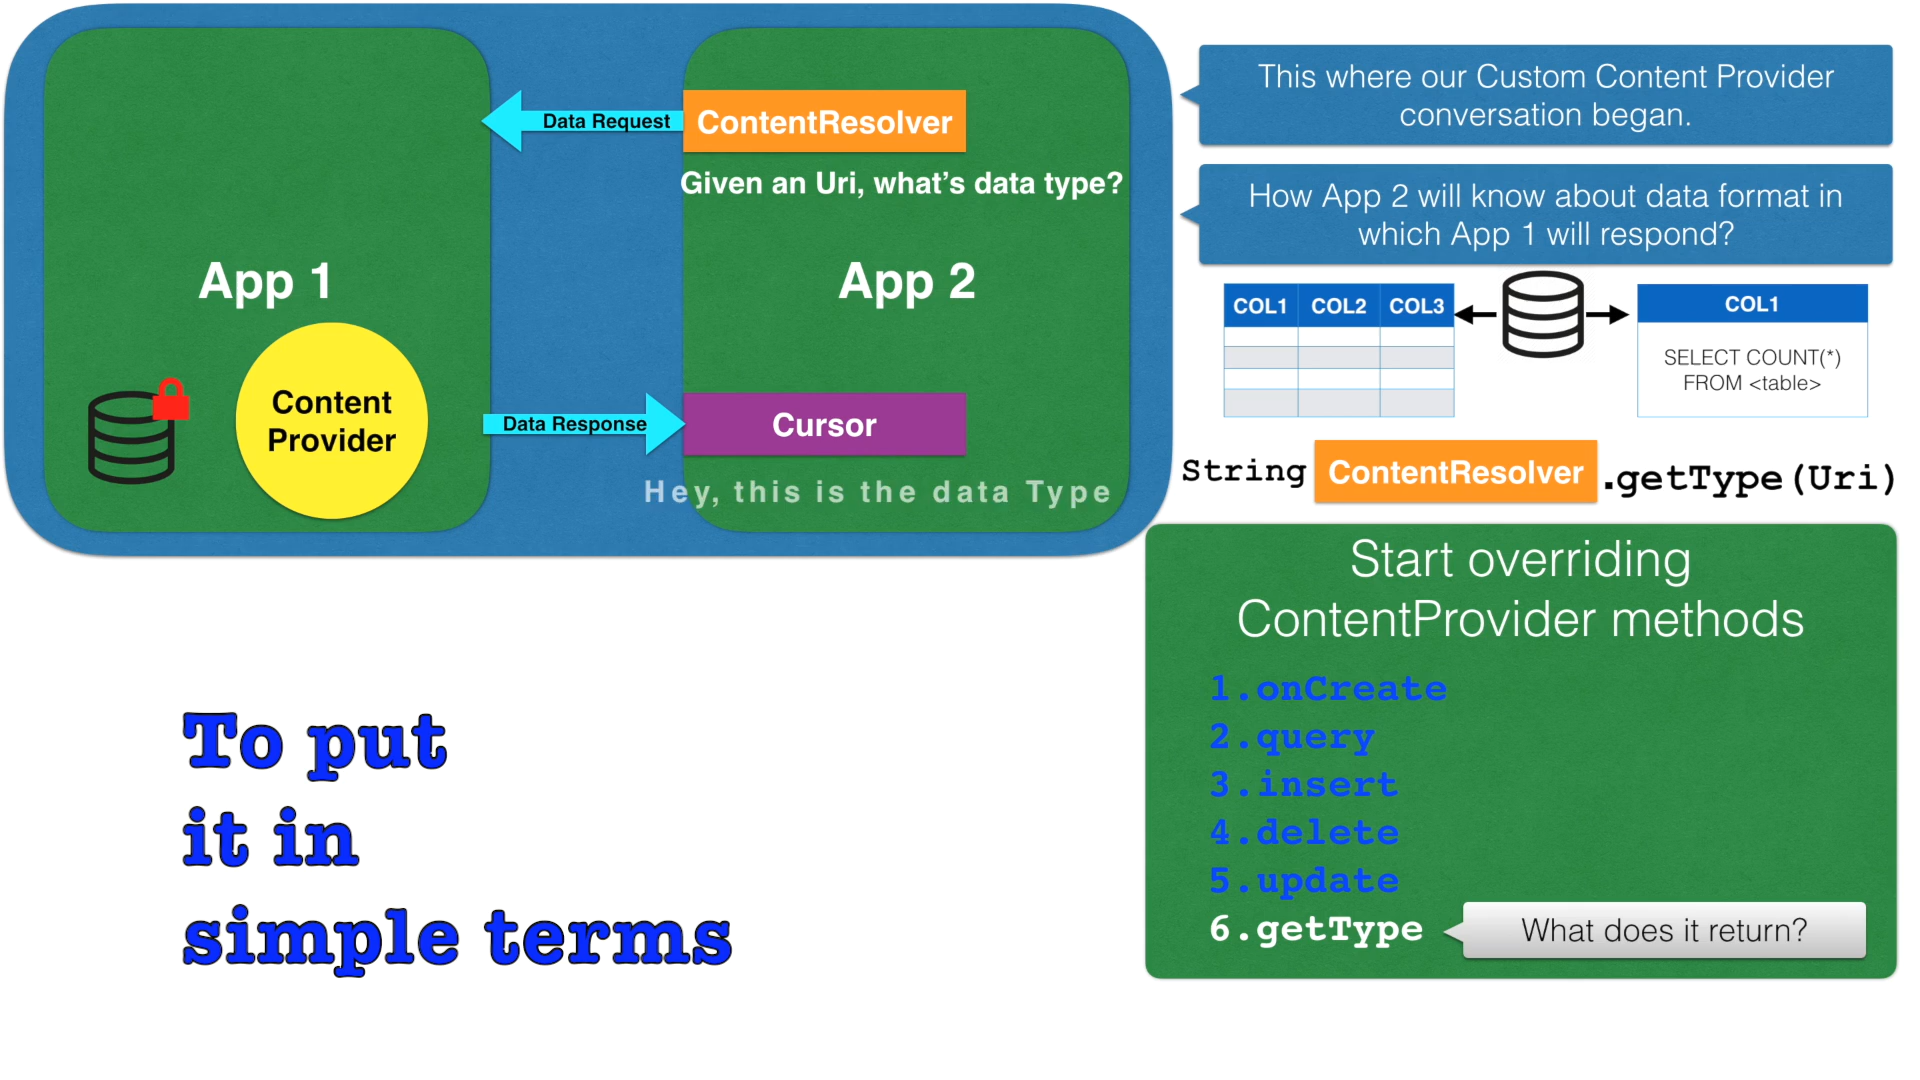 Data Request
ContentResolver
Given an Uri, what's data type?
App 1
App 2
Content
Provider
Data Response
Cursor
Hey, this is the data Type
This where our Custom Content Provider
conversation began.
How App 2 will know about data format in
which App 1 will respond?
COL1 COL2 COL3
COL1
SELECT COUNT(*)
FROM <table>
String ContentResolver .getType(Uri)
Start overriding
ContentProvider methods
1.onCreate
2.query
3.insert
4.delete
5.update
6.getType
What does it return?
To put
it in
simple terms